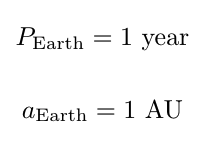 P_Earth = 1 year
a_Earth = 1 AU